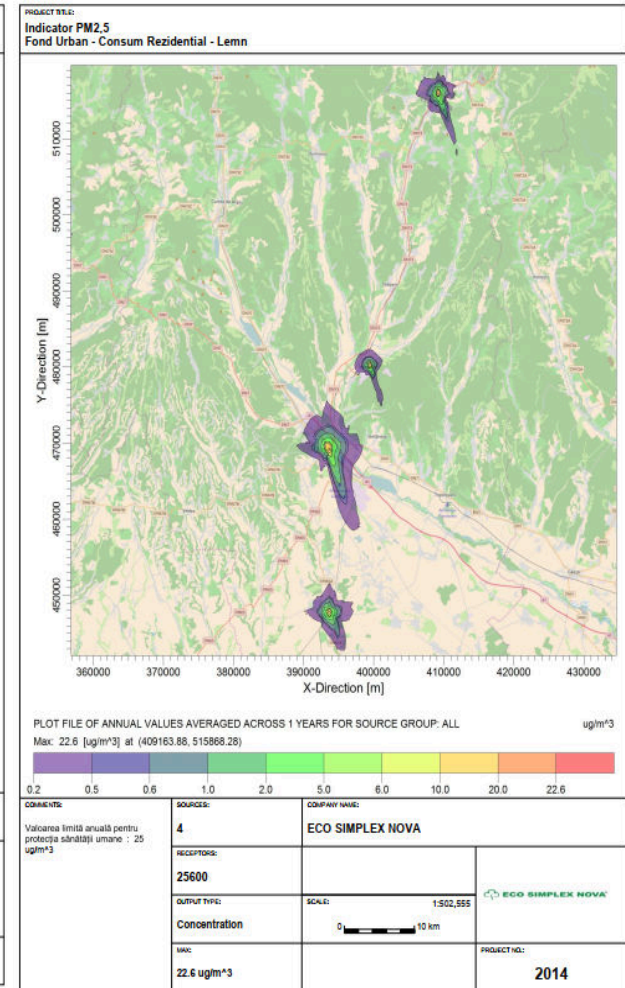 PROJECT TITLE:
Indicator PM2,5
Fond Urban - Consum Rezidential - Lemn
Y-Direction [m]
510000
500000
490000
480000
470000
460000
450000
360000 370000 380000 390000 400000 410000 420000 430000
X-Direction [m]
PLOT FILE OF ANNUAL VALUES AVERAGED ACROSS 1 YEARS FOR SOURCE GROUP: ALL ug/m^3
Max: 22.6 [ug/m^3] at (409163.88, 515868.28)
0.2 0.5 0.6 1.0 2.0 5.0 6.0 10.0 20.0 22.6
COMMENTS:
Valoarea limită anuală pentru
protecția sănătății umane : 25
ug/m^3
SOURCES:
4
COMPANY NAME:
ECO SIMPLEX NOVA
RECEPTORS:
25600
OUTPUT TYPE:
Concentration
SCALE: 1:502,555
0 10 km
ECO SIMPLEX NOVA
MAX:
22.6 ug/m^3
PROJECT NO.:
2014